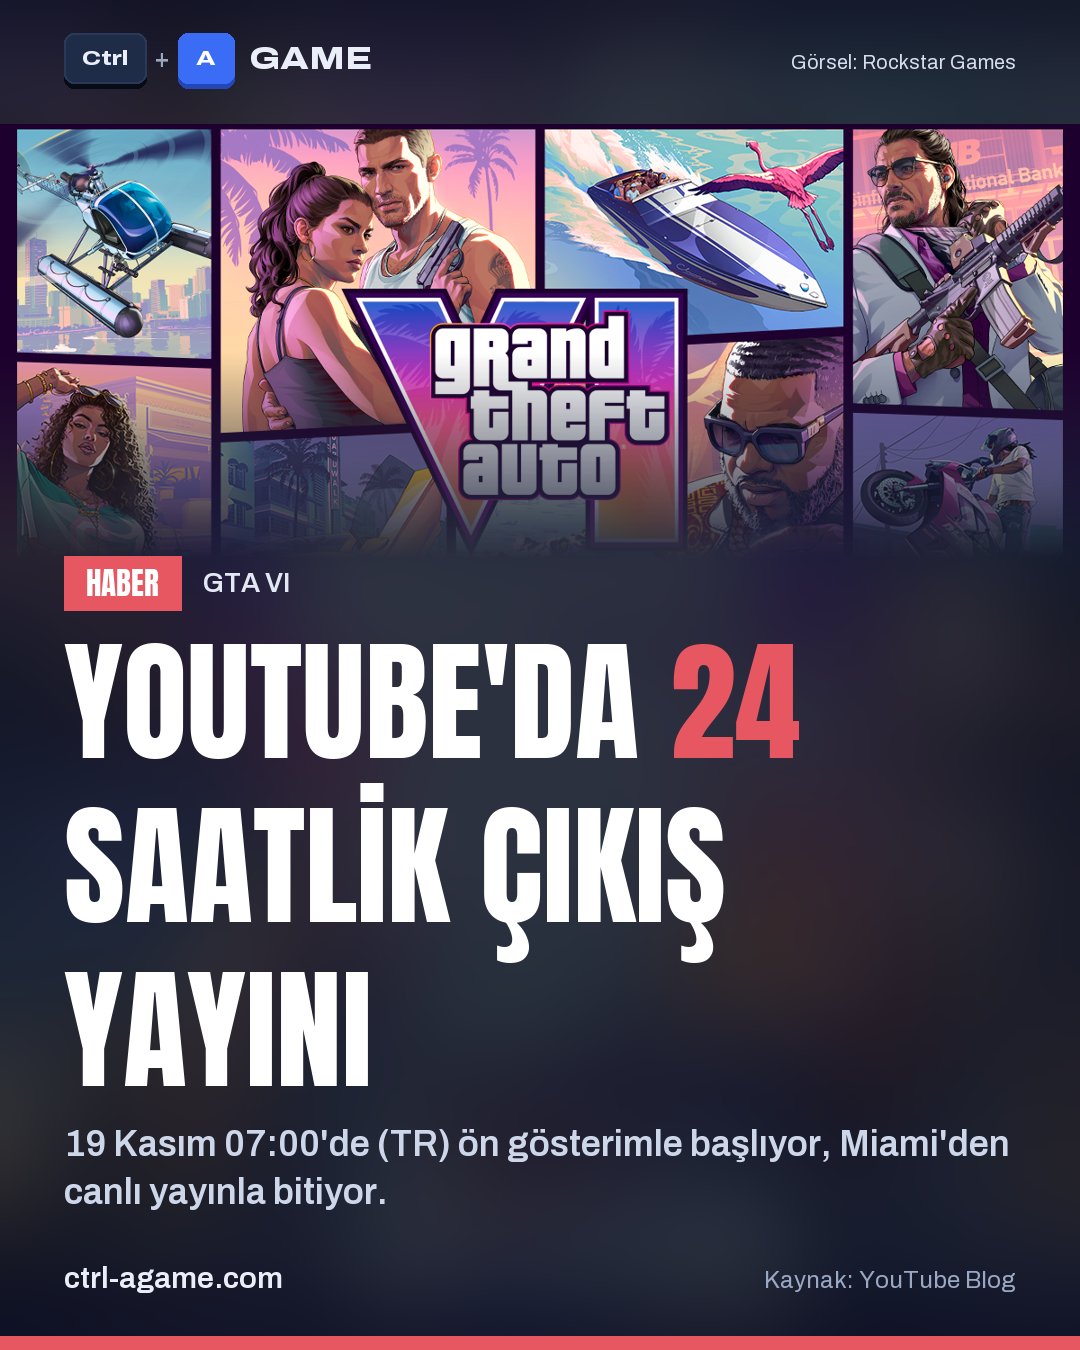 Ctrl + A GAME
Görsel: Rockstar Games
VI
grand
theft
auto
HABER GTA VI
YOUTUBE'DA 24
SAATLİK ÇIKIŞ
YAYINI
19 Kasım 07:00'de (TR) ön gösterimle başlıyor, Miami'den
canlı yayınla bitiyor.
ctrl-agame.com
Kaynak: YouTube Blog